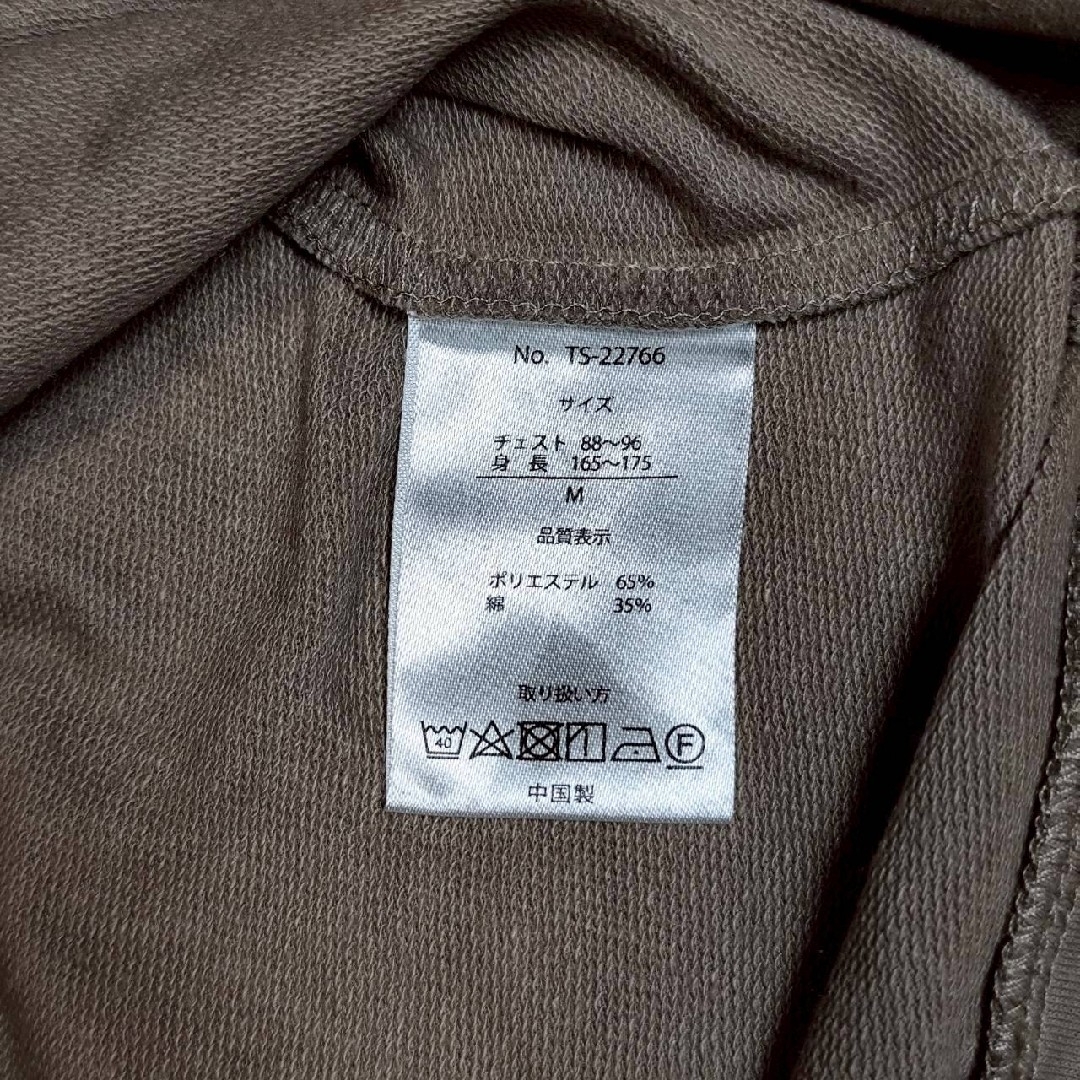 No. TS-22766
サイズ
チェスト 88〜96
身 長 165〜175
M
品質表示
ポリエステル 65%
綿 35%
取り扱い方
40 F
中国製